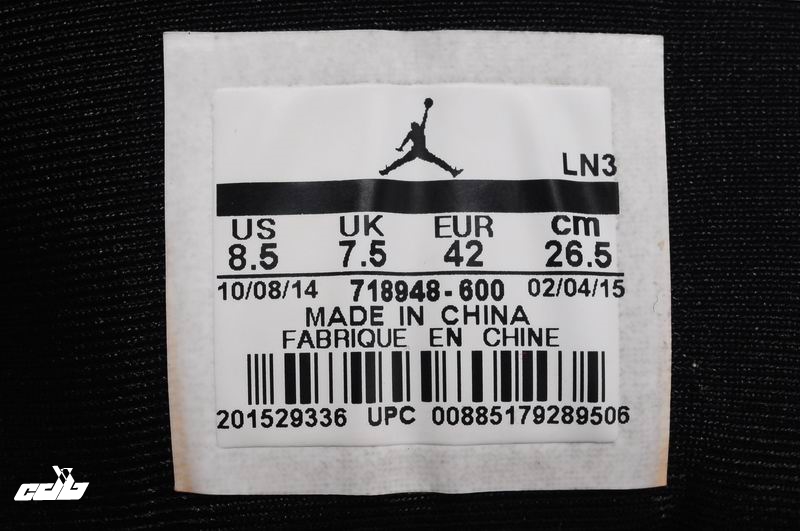 LN3
US UK EUR cm
8.5 7.5 42 26.5
10/08/14 718948-600 02/04/15
MADE IN CHINA
FABRIQUE EN CHINE
201529336 UPC 00885179289506
cdb